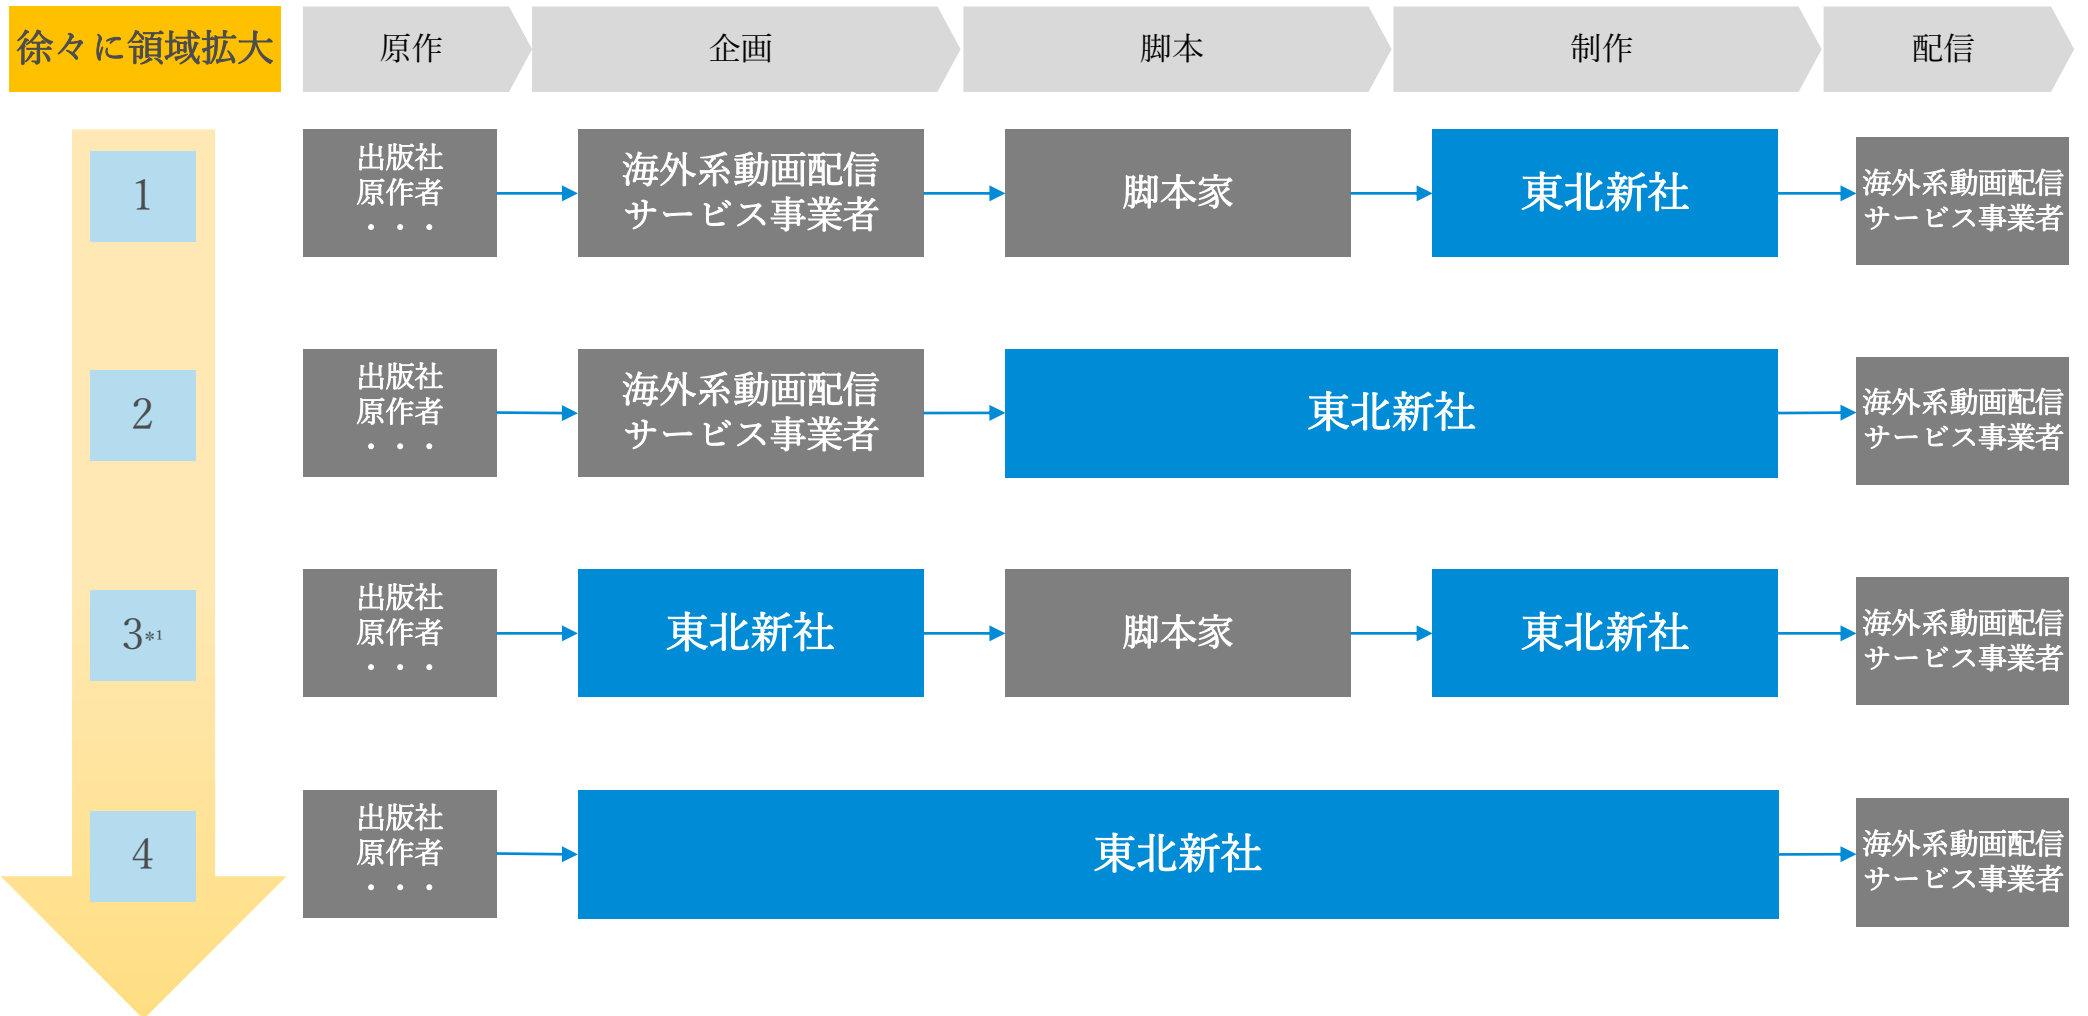 徐々に領域拡大
原作
企画
脚本
制作
配信
1
出版社
原作者
・・・
海外系動画配信
サービス事業者
脚本家
東北新社
海外系動画配信
サービス事業者
2
出版社
原作者
・・・
海外系動画配信
サービス事業者
東北新社
海外系動画配信
サービス事業者
3*1
出版社
原作者
・・・
東北新社
脚本家
東北新社
海外系動画配信
サービス事業者
4
出版社
原作者
・・・
東北新社
海外系動画配信
サービス事業者